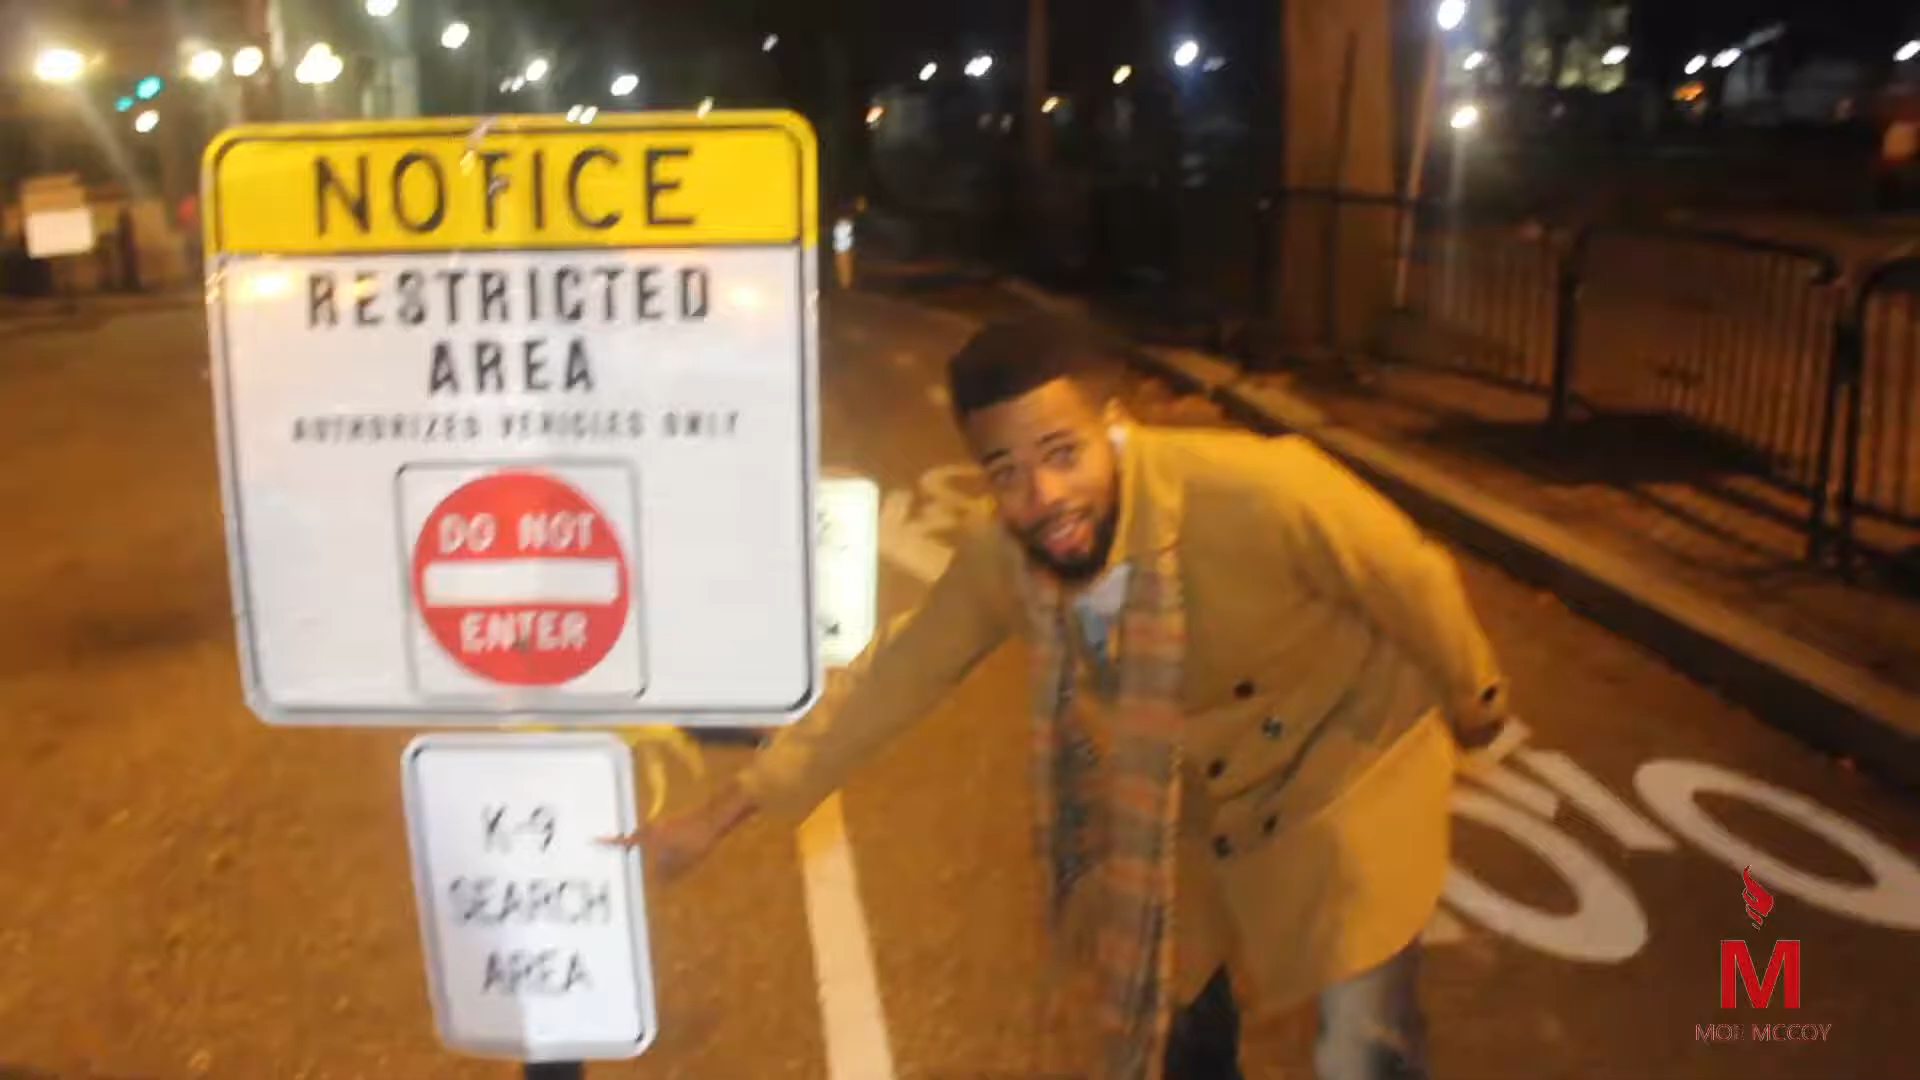 NOTICE
RESTRICTED
AREA
AUTHORIZED VEHICLES ONLY
DO NOT
ENTER
K-9
SEARCH
AREA
M
MOE MCCOY